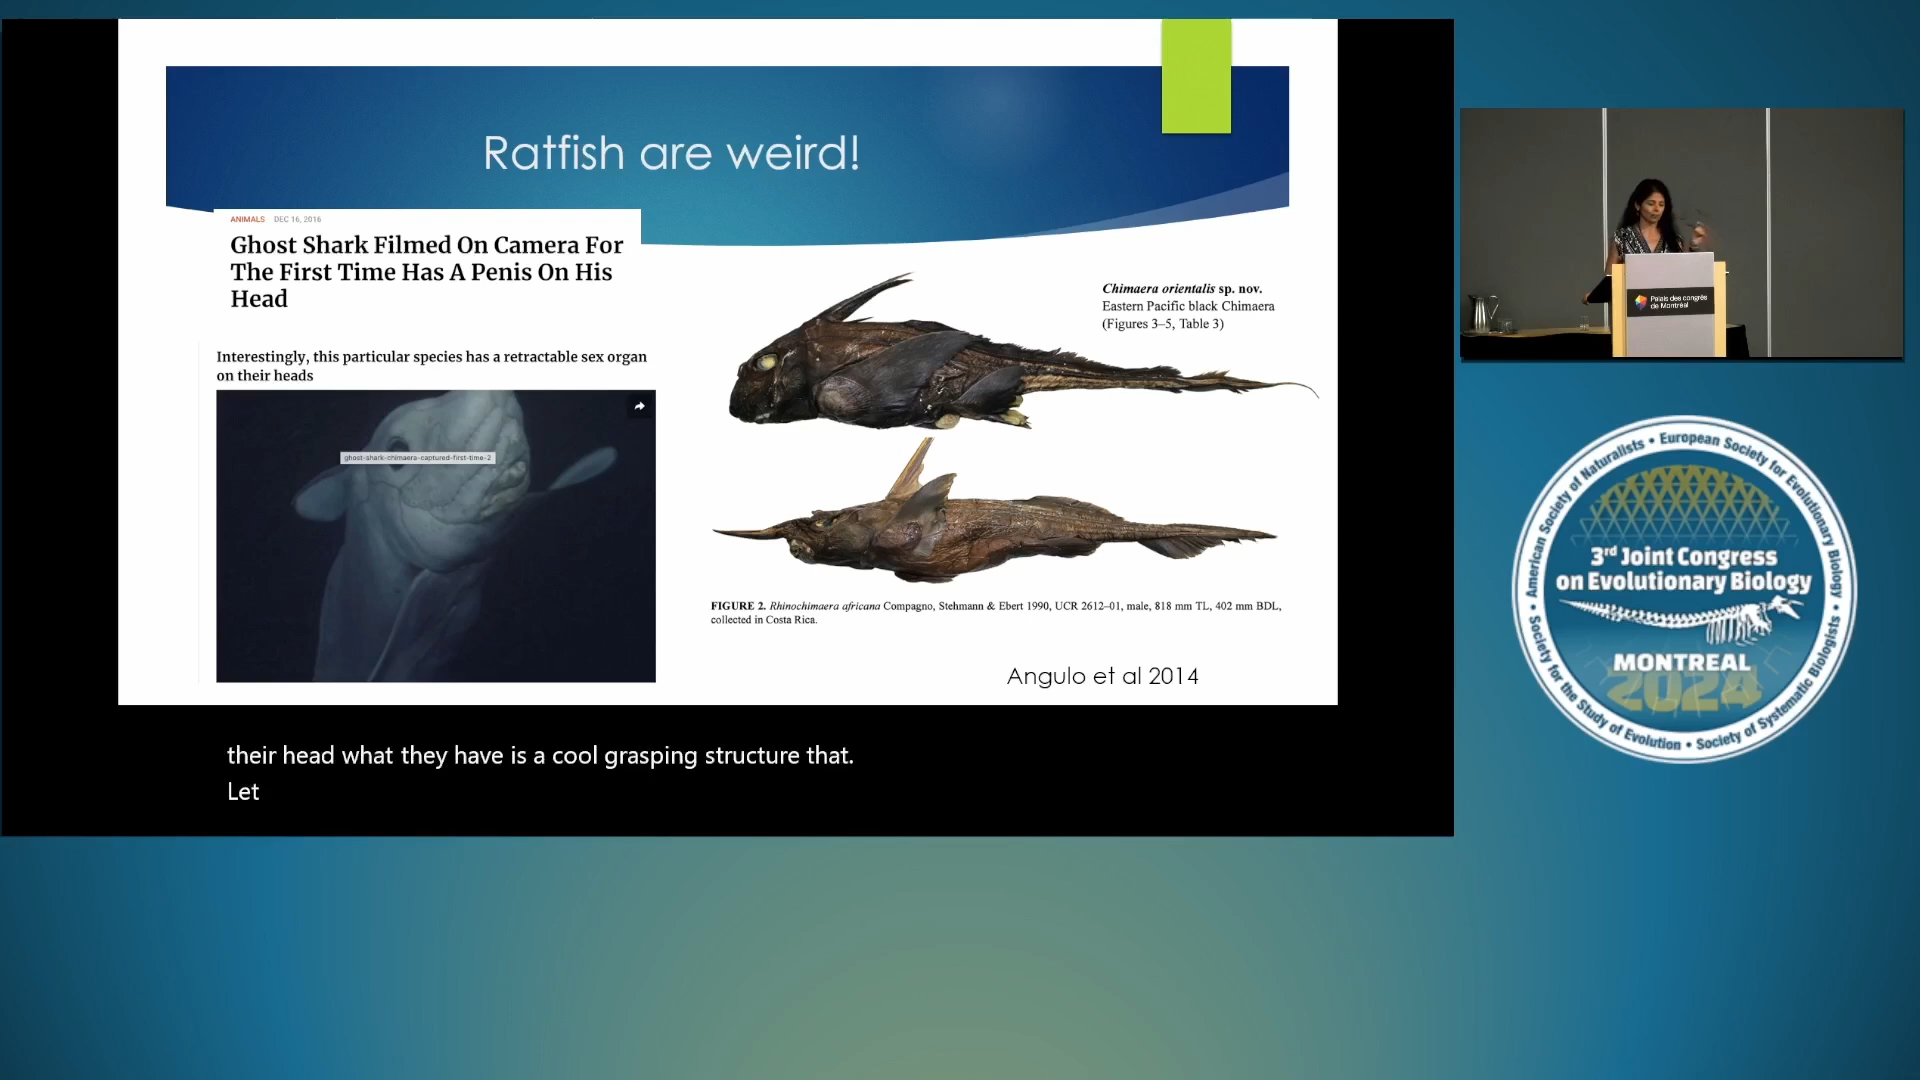 Ratfish are weird!
ANIMALS DEC 16, 2016
Ghost Shark Filmed On Camera For
The First Time Has A Penis On His
Head
Interestingly, this particular species has a retractable sex organ
on their heads
ghost-shark-chimaera-captured-first-time-2
Chimaera orientalis sp. nov.
Eastern Pacific black Chimaera
(Figures 3–5, Table 3)
FIGURE 2. Rhinochimaera africana Compagno, Stehmann & Ebert 1990, UCR 2612–01, male, 818 mm TL, 402 mm BDL,
collected in Costa Rica.
Angulo et al 2014
their head what they have is a cool grasping structure that.
Let
Palais des congrès
de Montréal
American Society of Naturalists • European Society for Evolutionary Biology •
Society for the Study of Evolution • Society of Systematic Biologists •
3rd Joint Congress
on Evolutionary Biology
MONTREAL
2024